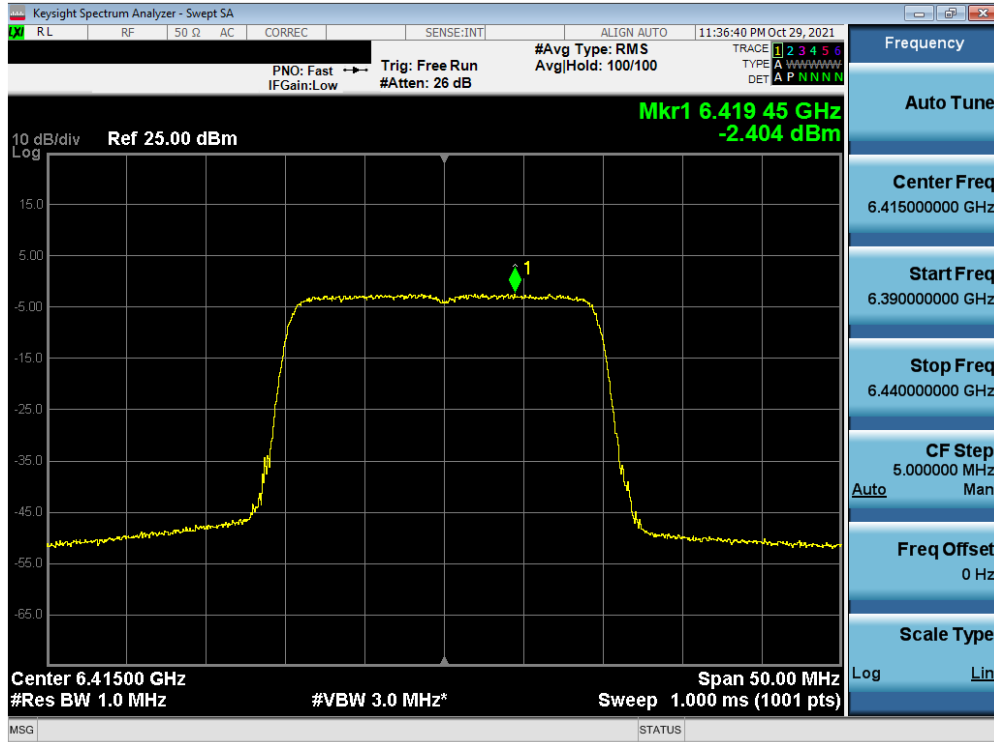 Keysight Spectrum Analyzer - Swept SA
LXI RL RF 50 Ω AC CORREC SENSE:INT ALIGN AUTO 11:36:40 PM Oct 29, 2021
PNO: Fast
IFGain:Low
Trig: Free Run
#Atten: 26 dB
#Avg Type: RMS
Avg|Hold: 100/100
TRACE 1 2 3 4 5 6
TYPE A WWWWW
DET A P N N N N
Mkr1 6.419 45 GHz
-2.404 dBm
10 dB/div
Log
Ref 25.00 dBm
15.0
5.00
-5.00
-15.0
-25.0
-35.0
-45.0
-55.0
-65.0
1
Center 6.41500 GHz
#Res BW 1.0 MHz
#VBW 3.0 MHz*
Span 50.00 MHz
Sweep 1.000 ms (1001 pts)
MSG
STATUS
Frequency
Auto Tune
Center Freq
6.415000000 GHz
Start Freq
6.390000000 GHz
Stop Freq
6.440000000 GHz
CF Step
5.000000 MHz
Auto Man
Freq Offset
0 Hz
Scale Type
Log Lin